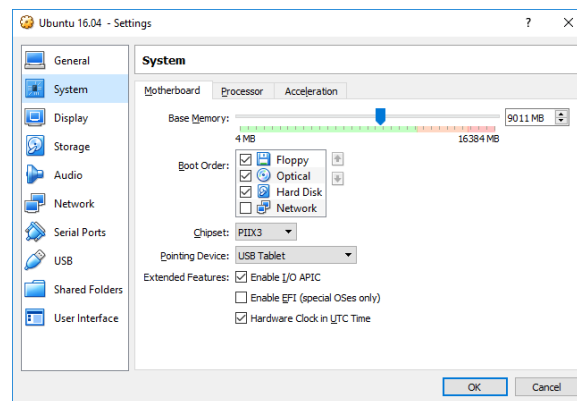 Ubuntu 16.04 - Settings
General
System
Display
Storage
Audio
Network
Serial Ports
USB
Shared Folders
User Interface
System
Motherboard Processor Acceleration
Base Memory: 9011 MB
4 MB 16384 MB
Boot Order: Floppy
Optical
Hard Disk
Network
Chipset: PIIX3
Pointing Device: USB Tablet
Extended Features: Enable I/O APIC
Enable EFI (special OSes only)
Hardware Clock in UTC Time
OK Cancel